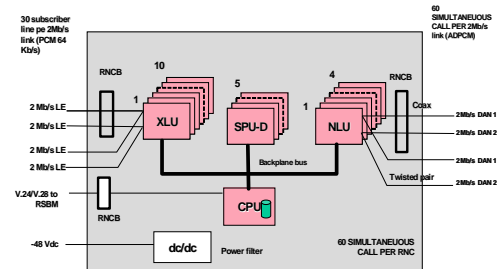 30 subscriber
line pe 2Mb/s
link (PCM 64
Kb/s)
60
SIMULTANEOUS
CALL PER 2Mb/s
link (ADPCM)
RNCB
10
5
4
RNCB
1
1
Coax
2 Mb/s LE
2 Mb/s LE
2 Mb/s LE
2 Mb/s LE
XLU
SPU-D
NLU
2Mb/s DAN 1
2Mb/s DAN 2
2Mb/s DAN 1
2Mb/s DAN 2
Backplane bus
Twisted pair
V.24/V.28 to
RSBM
RNCB
CPU
-48 Vdc
dc/dc
Power filter
60 SIMULTANEUOUS
CALL PER RNC